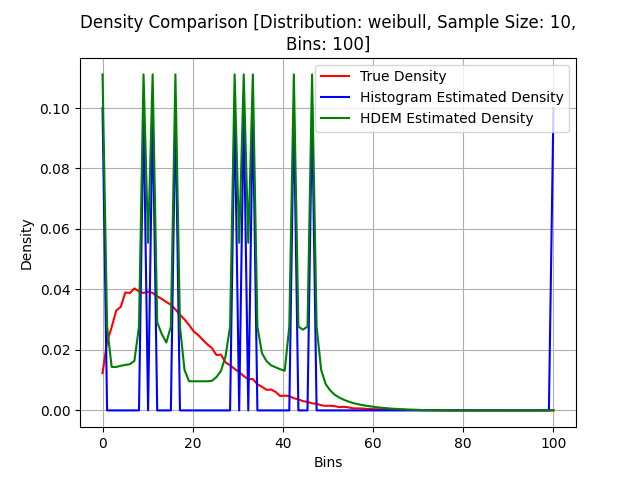 Density Comparison [Distribution: weibull, Sample Size: 10,
Bins: 100]
True Density
Histogram Estimated Density
HDEM Estimated Density
Density
0.10
0.08
0.06
0.04
0.02
0.00
0 20 40 60 80 100
Bins